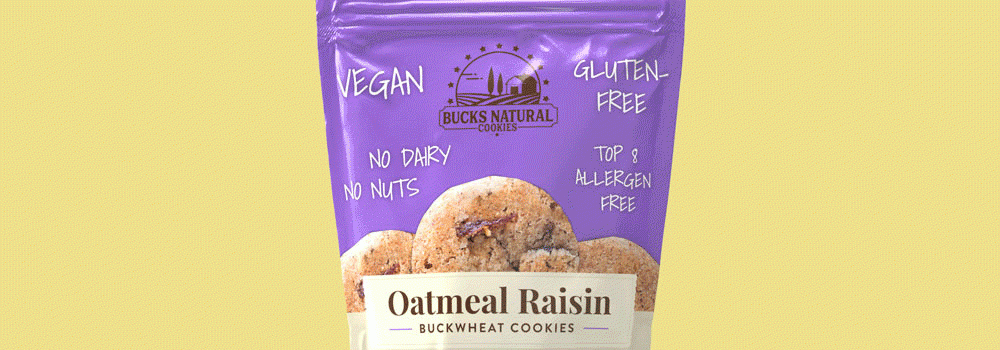 VEGAN
GLUTEN-
FREE
BUCKS NATURAL
COOKIES
NO DAIRY
NO NUTS
TOP 8
ALLERGEN
FREE
Oatmeal Raisin
BUCKWHEAT COOKIES